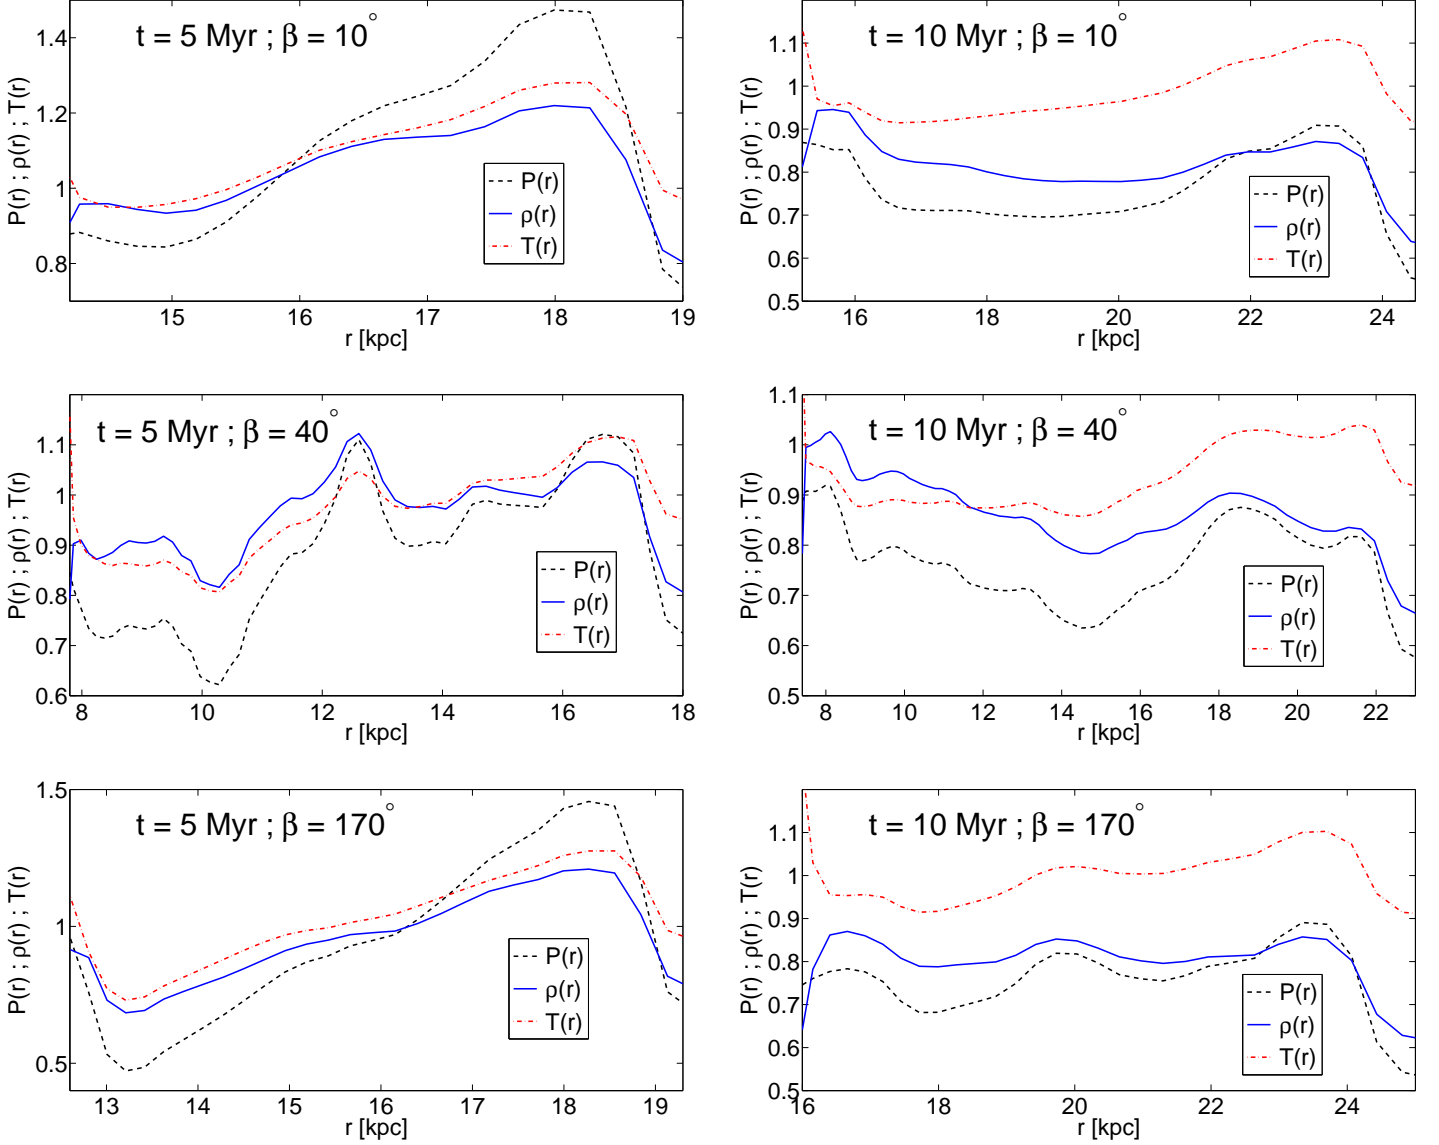 t = 5 Myr ; β = 10°
P(r) ; ρ(r) ; T(r)
1.4
1.2
1
0.8
P(r)
ρ(r)
T(r)
15 16 17 18 19
r [kpc]
t = 10 Myr ; β = 10°
P(r) ; ρ(r) ; T(r)
1.1
1
0.9
0.8
0.7
0.6
0.5
P(r)
ρ(r)
T(r)
16 18 20 22 24
r [kpc]
t = 5 Myr ; β = 40°
P(r) ; ρ(r) ; T(r)
1.1
1
0.9
0.8
0.7
0.6
P(r)
ρ(r)
T(r)
8 10 12 14 16 18
r [kpc]
t = 10 Myr ; β = 40°
P(r) ; ρ(r) ; T(r)
1.1
1
0.9
0.8
0.7
0.6
0.5
P(r)
ρ(r)
T(r)
8 10 12 14 16 18 20 22
r [kpc]
t = 5 Myr ; β = 170°
P(r) ; ρ(r) ; T(r)
1.5
1
0.5
P(r)
ρ(r)
T(r)
13 14 15 16 17 18 19
r [kpc]
t = 10 Myr ; β = 170°
P(r) ; ρ(r) ; T(r)
1.1
1
0.9
0.8
0.7
0.6
0.5
P(r)
ρ(r)
T(r)
16 18 20 22 24
r [kpc]